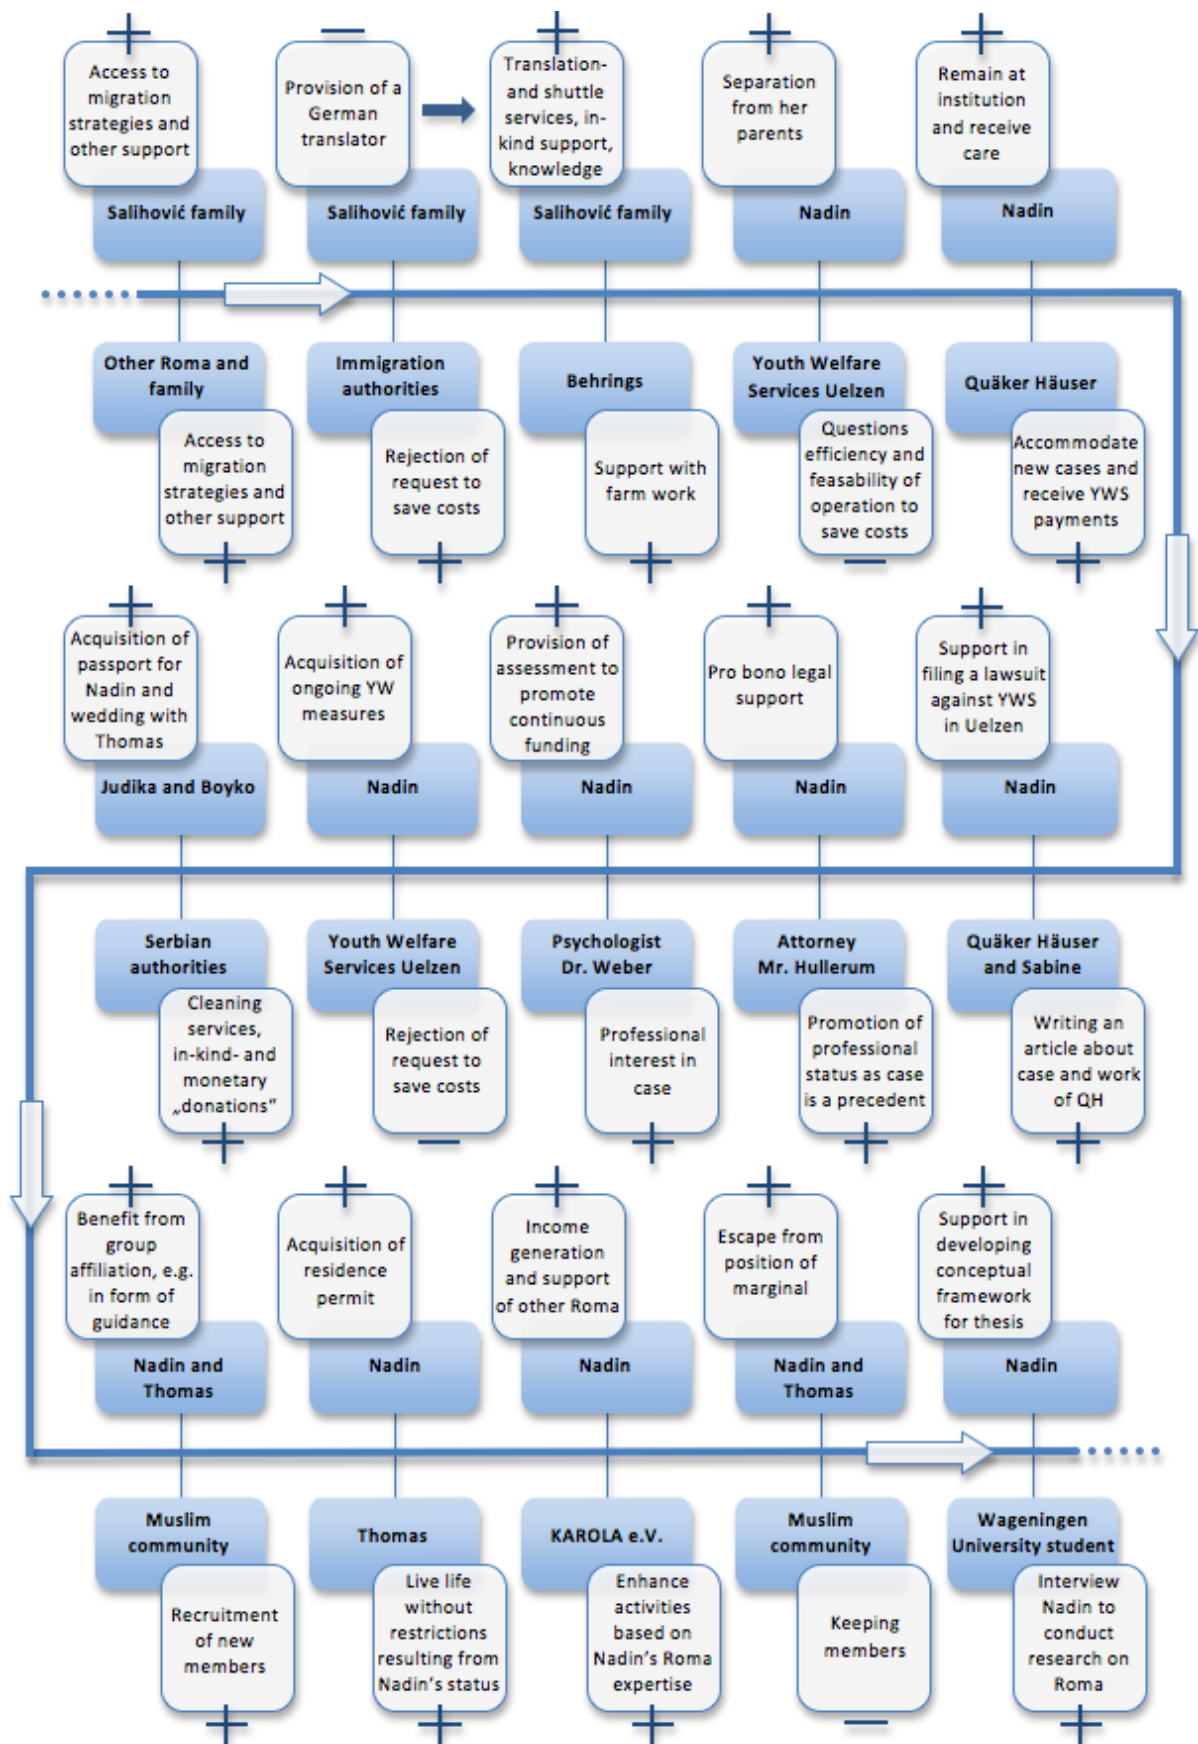 Access to
migration
strategies and
other support
Salihović family
Provision of a
German
translator
Salihović family
Translation-
and shuttle
services, in-
kind support,
knowledge
Salihović family
Separation
from her
parents
Nadin
Remain at
institution
and receive
care
Nadin
Other Roma and
family
Access to
migration
strategies and
other support
Immigration
authorities
Rejection of
request to
save costs
Behrings
Support with
farm work
Youth Welfare
Services Uelzen
Questions
efficiency and
feasability of
operation to
save costs
Quäker Häuser
Accommodate
new cases and
receive YWS
payments
Acquisition of
passport for
Nadin and
wedding with
Thomas
Judika and Boyko
Acquisition of
ongoing YW
measures
Nadin
Provision of
assessment to
promote
continuous
funding
Nadin
Pro bono legal
support
Nadin
Support in
filing a lawsuit
against YWS
in Uelzen
Nadin
Serbian
authorities
Cleaning
services,
in-kind- and
monetary
„donations“
Youth Welfare
Services Uelzen
Rejection of
request to
save costs
Psychologist
Dr. Weber
Professional
interest in
case
Attorney
Mr. Hullerum
Promotion of
professional
status as case
is a precedent
Quäker Häuser
and Sabine
Writing an
article about
case and work
of QH
Benefit from
group
affiliation, e.g.
in form of
guidance
Nadin and
Thomas
Acquisition of
residence
permit
Nadin
Income
generation
and support
of other Roma
Nadin
Escape from
position of
marginal
Nadin and
Thomas
Support in
developing
conceptual
framework
for thesis
Nadin
Muslim
community
Recruitment
of new
members
Thomas
Live life
without
restrictions
resulting from
Nadin's status
KAROLA e.V.
Enhance
activities
based on
Nadin's Roma
expertise
Muslim
community
Keeping
members
Wageningen
University student
Interview
Nadin to
conduct
research on
Roma